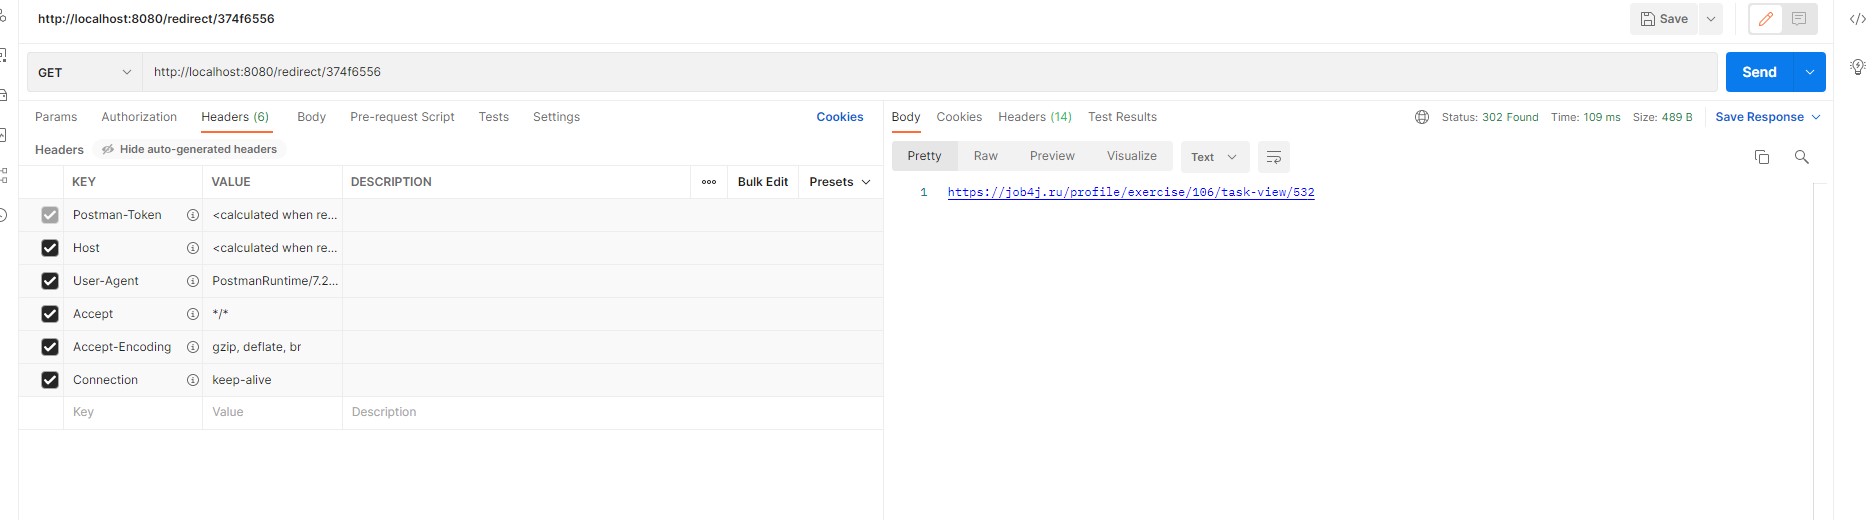 http://localhost:8080/redirect/374f6556
Save
GET
http://localhost:8080/redirect/374f6556
Send
Params Authorization Headers (6) Body Pre-request Script Tests Settings Cookies
Headers Hide auto-generated headers
KEY VALUE DESCRIPTION ooo Bulk Edit Presets
Postman-Token <calculated when re...
Host <calculated when re...
User-Agent PostmanRuntime/7.2...
Accept */*
Accept-Encoding gzip, deflate, br
Connection keep-alive
Key Value Description
Body Cookies Headers (14) Test Results Status: 302 Found Time: 109 ms Size: 489 B Save Response
Pretty Raw Preview Visualize Text
1 https://job4j.ru/profile/exercise/106/task-view/532